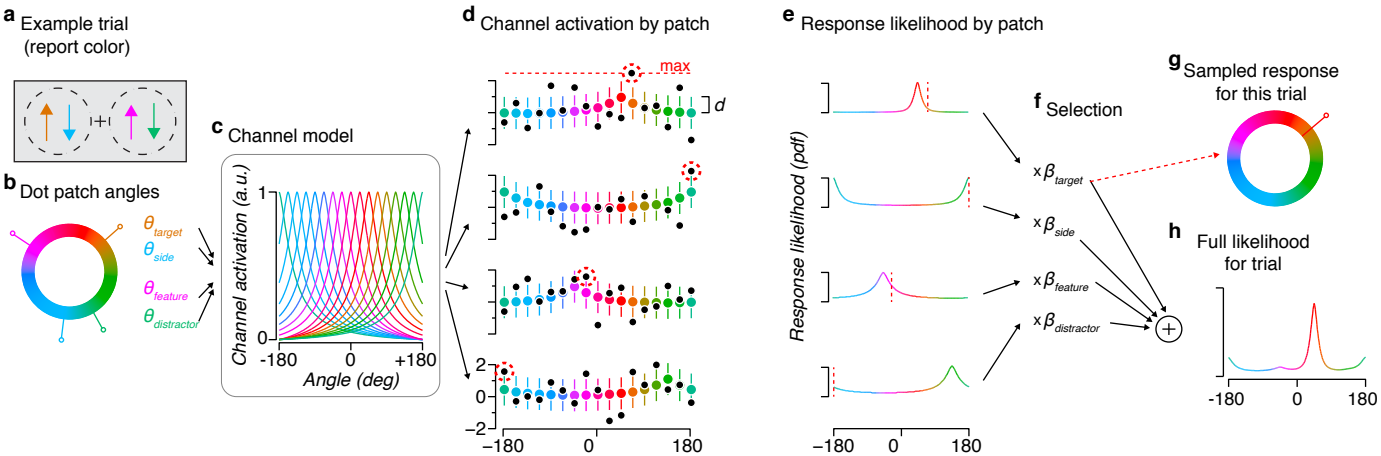 a
Example trial
(report color)
+
b
Dot patch angles
θtarget
θside
θfeature
θdistractor
c
Channel model
Channel activation (a.u.)
1
0
-180
0
+180
Angle (deg)
d
Channel activation by patch
max
d
2
0
−2
−180
0
180
e
Response likelihood by patch
Response likelihood (pdf)
−180
0
180
f
Selection
x βtarget
x βside
x βfeature
x βdistractor
+
g
Sampled response
for this trial
h
Full likelihood
for trial
-180
0
180